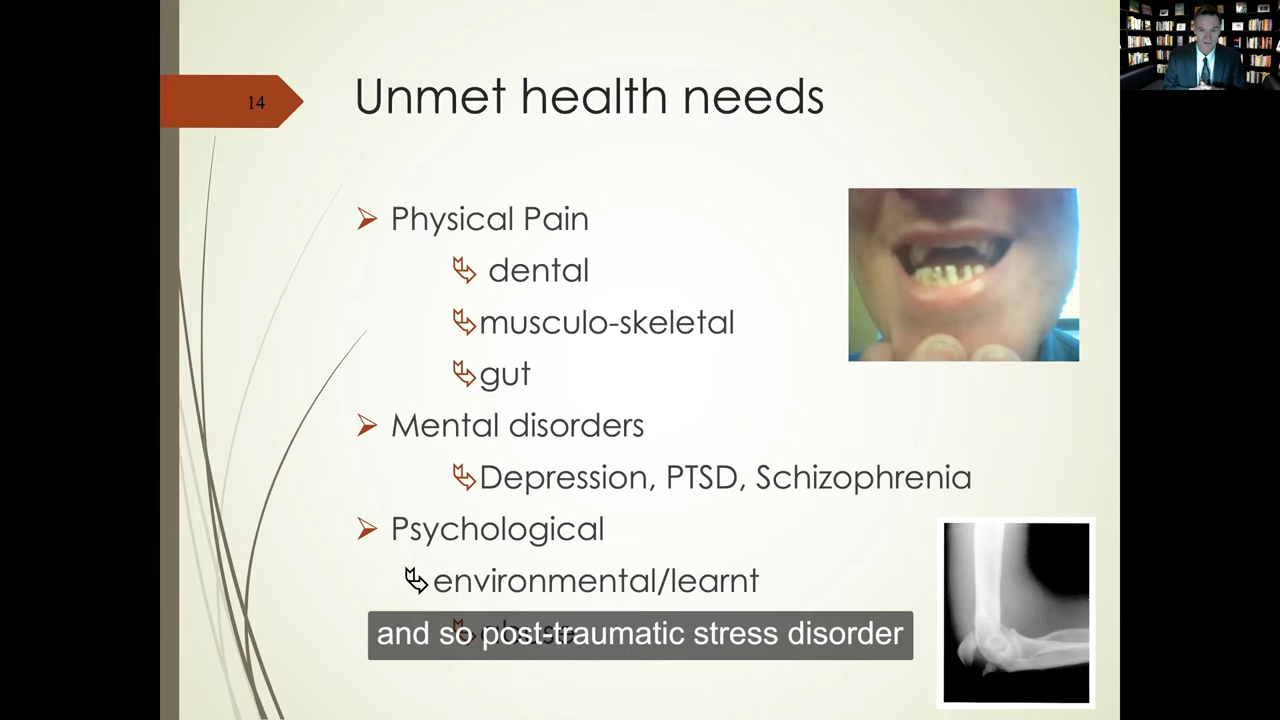 14
Unmet health needs
Physical Pain
dental
musculo-skeletal
gut
Mental disorders
Depression, PTSD, Schizophrenia
Psychological
environmental/learnt
and so post-traumatic stress disorder